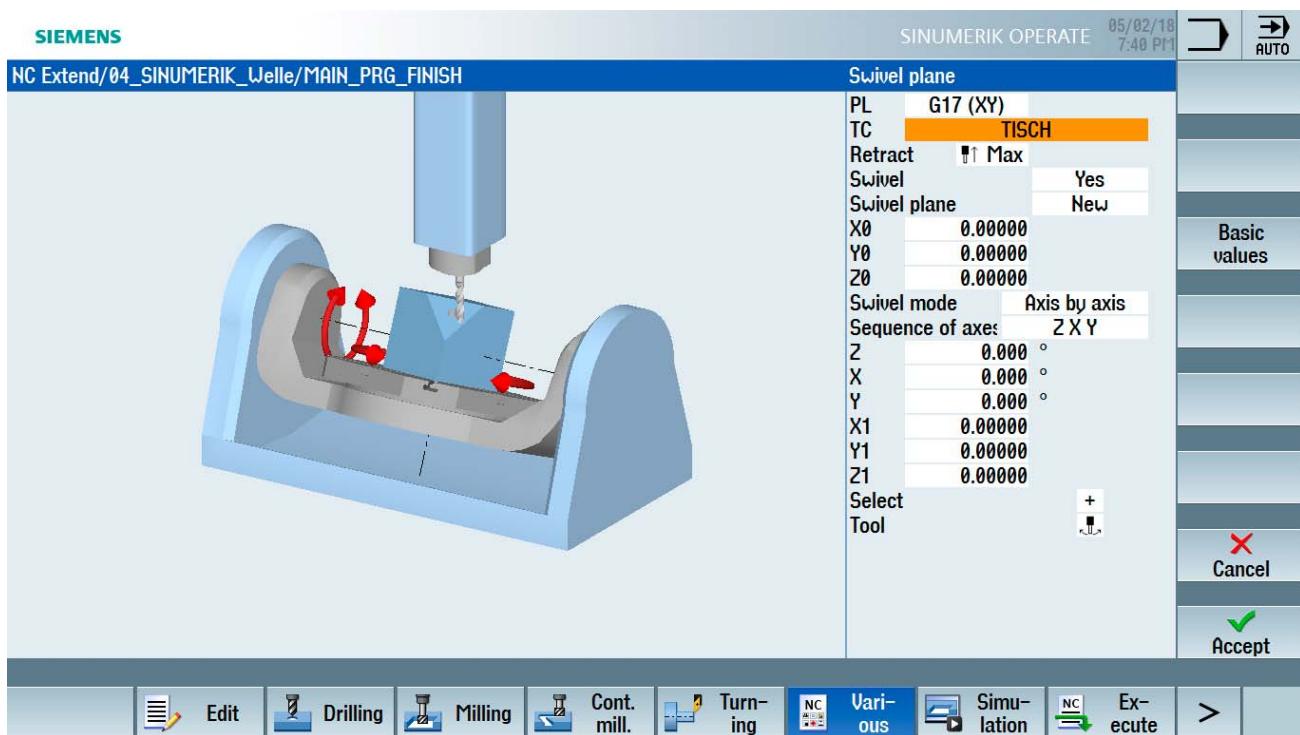 SIEMENS
SINUMERIK OPERATE
05/02/18
7:40 PM
AUTO
NC Extend/04_SINUMERIK_Welle/MAIN_PRG_FINISH
Swivel plane
PL G17 (XY)
TC TISCH
Retract Max
Swivel Yes
Swivel plane New
X0 0.00000
Y0 0.00000
Z0 0.00000
Swivel mode Axis by axis
Sequence of axes Z X Y
Z 0.000 °
X 0.000 °
Y 0.000 °
X1 0.00000
Y1 0.00000
Z1 0.00000
Select +
Tool
Basic
values
Cancel
Accept
Edit
Drilling
Milling
Cont.
mill.
Turn-
ing
NC
Vari-
ous
Simu-
lation
NC
Ex-
ecute
>